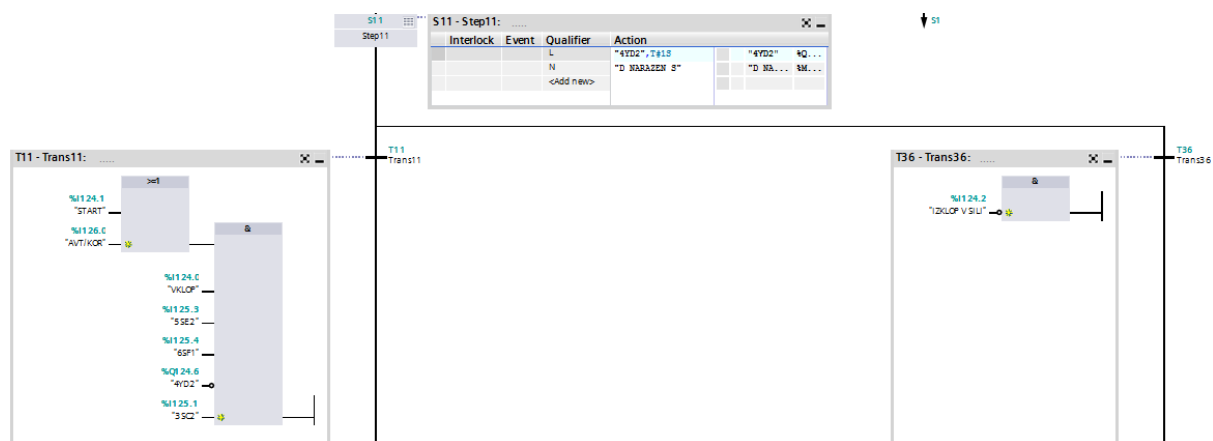 S11
Step11
S11 - Step11: .....
S1
Interlock Event Qualifier Action
L "4YD2",T#1S "4YD2" %Q...
N "D NARAZEN S" "D NA... %M...
<Add new>
T11 - Trans11: .....
T11
Trans11
>=1
%I124.1
"START"
%I126.0
"AVT/KOR"
&
%I124.0
"VKLOP"
%I125.3
"5SE2"
%I125.4
"6SF1"
%Q124.6
"4YD2"
%I125.1
"3SC2"
T36 - Trans36: .....
T36
Trans36
&
%I124.2
"IZKLOP V SILI"